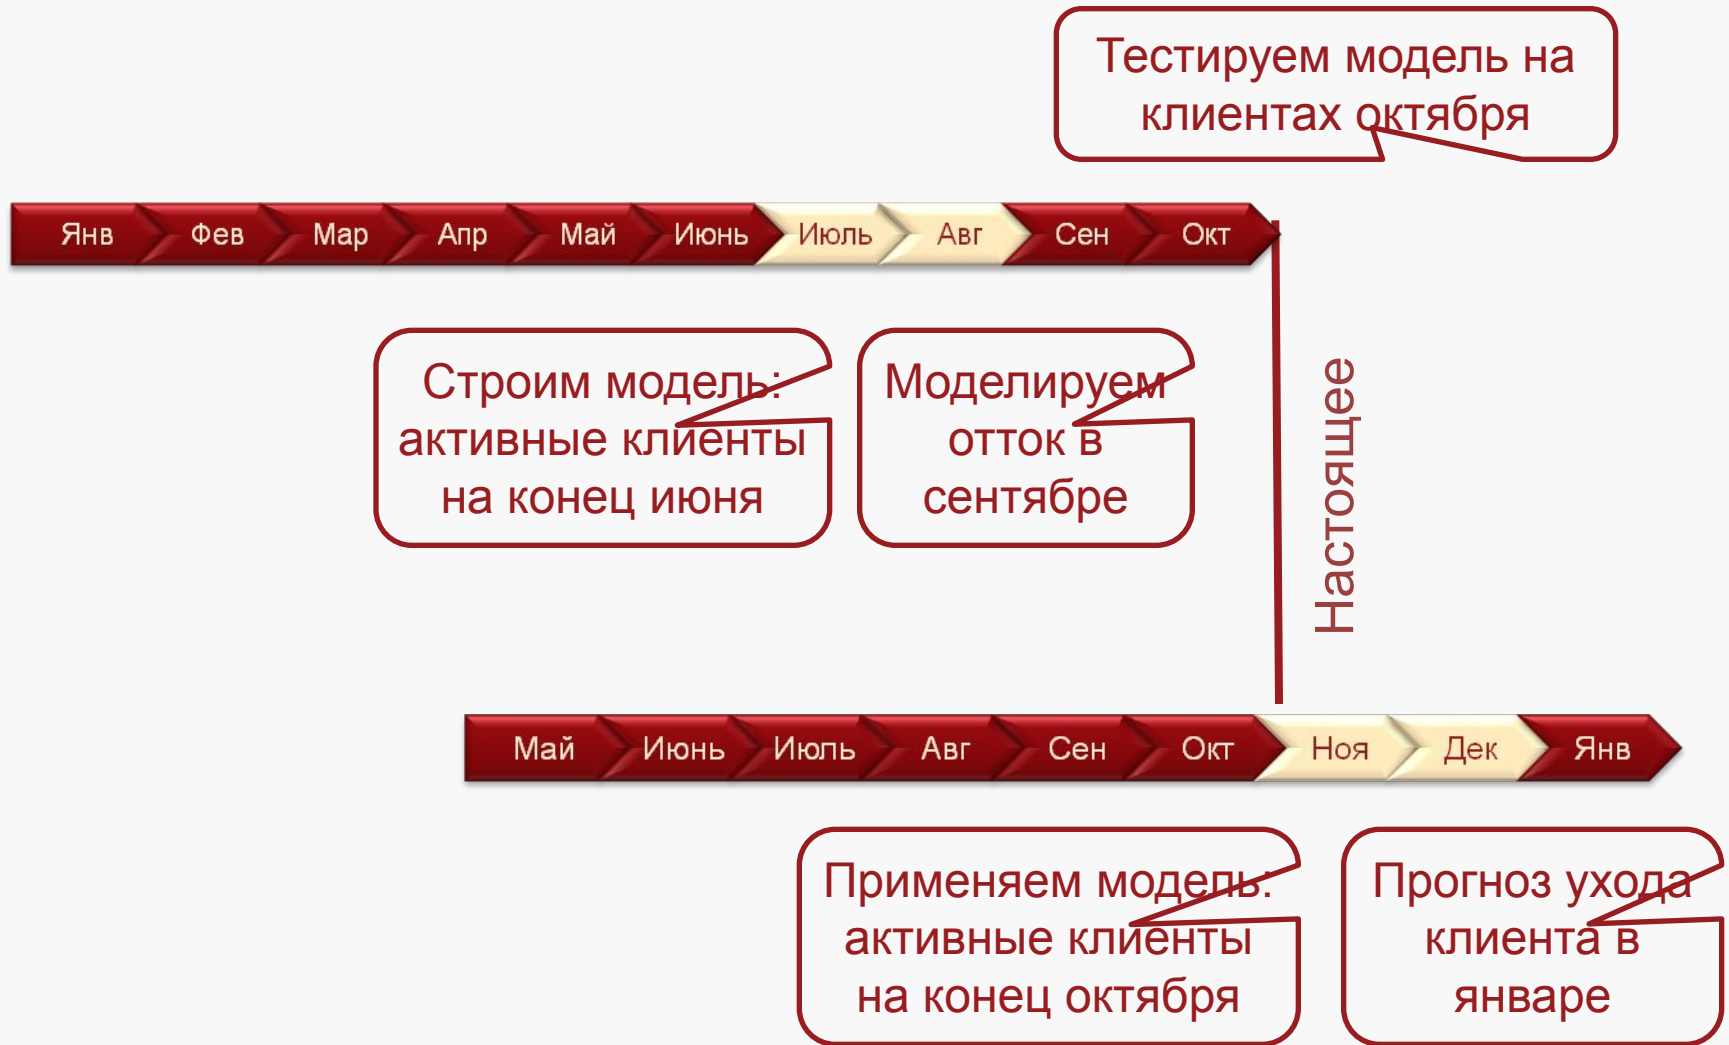 Тестируем модель на
клиентах октября
Янв Фев Мар Апр Май Июнь Июль Авг Сен Окт
Строим модель:
активные клиенты
на конец июня
Моделируем
отток в
сентябре
Настоящее
Май Июнь Июль Авг Сен Окт Ноя Дек Янв
Применяем модель:
активные клиенты
на конец октября
Прогноз ухода
клиента в
январе